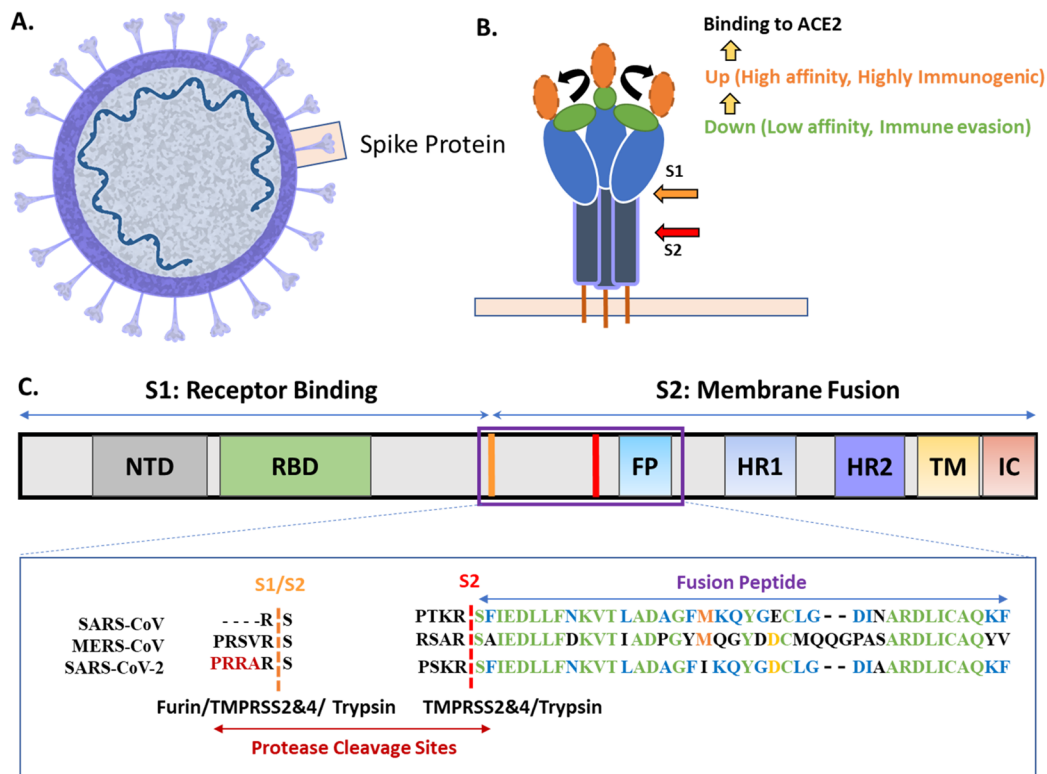 A.
Spike Protein
B.
Binding to ACE2
Up (High affinity, Highly Immunogenic)
Down (Low affinity, Immune evasion)
S1
S2
C.
S1: Receptor Binding
S2: Membrane Fusion
NTD
RBD
FP
HR1
HR2
TM
IC
S1/S2
S2
Fusion Peptide
SARS-CoV ----R S PTKR SFIEDLLFNKVTLADAGFMKQYGECLG--DINARDLICAQKF
MERS-CoV PRSVR S RSAR SAIEDLLFDKVTIADPGYMQGYDDCMQQGPASARDLICAQYV
SARS-CoV-2 PRRAR S PSKR SFIEDLLFNKVTLADAGFIKQYGDCLG--DIAARDLICAQKF
Furin/TMPRSS2&4/ Trypsin
TMPRSS2&4/Trypsin
Protease Cleavage Sites